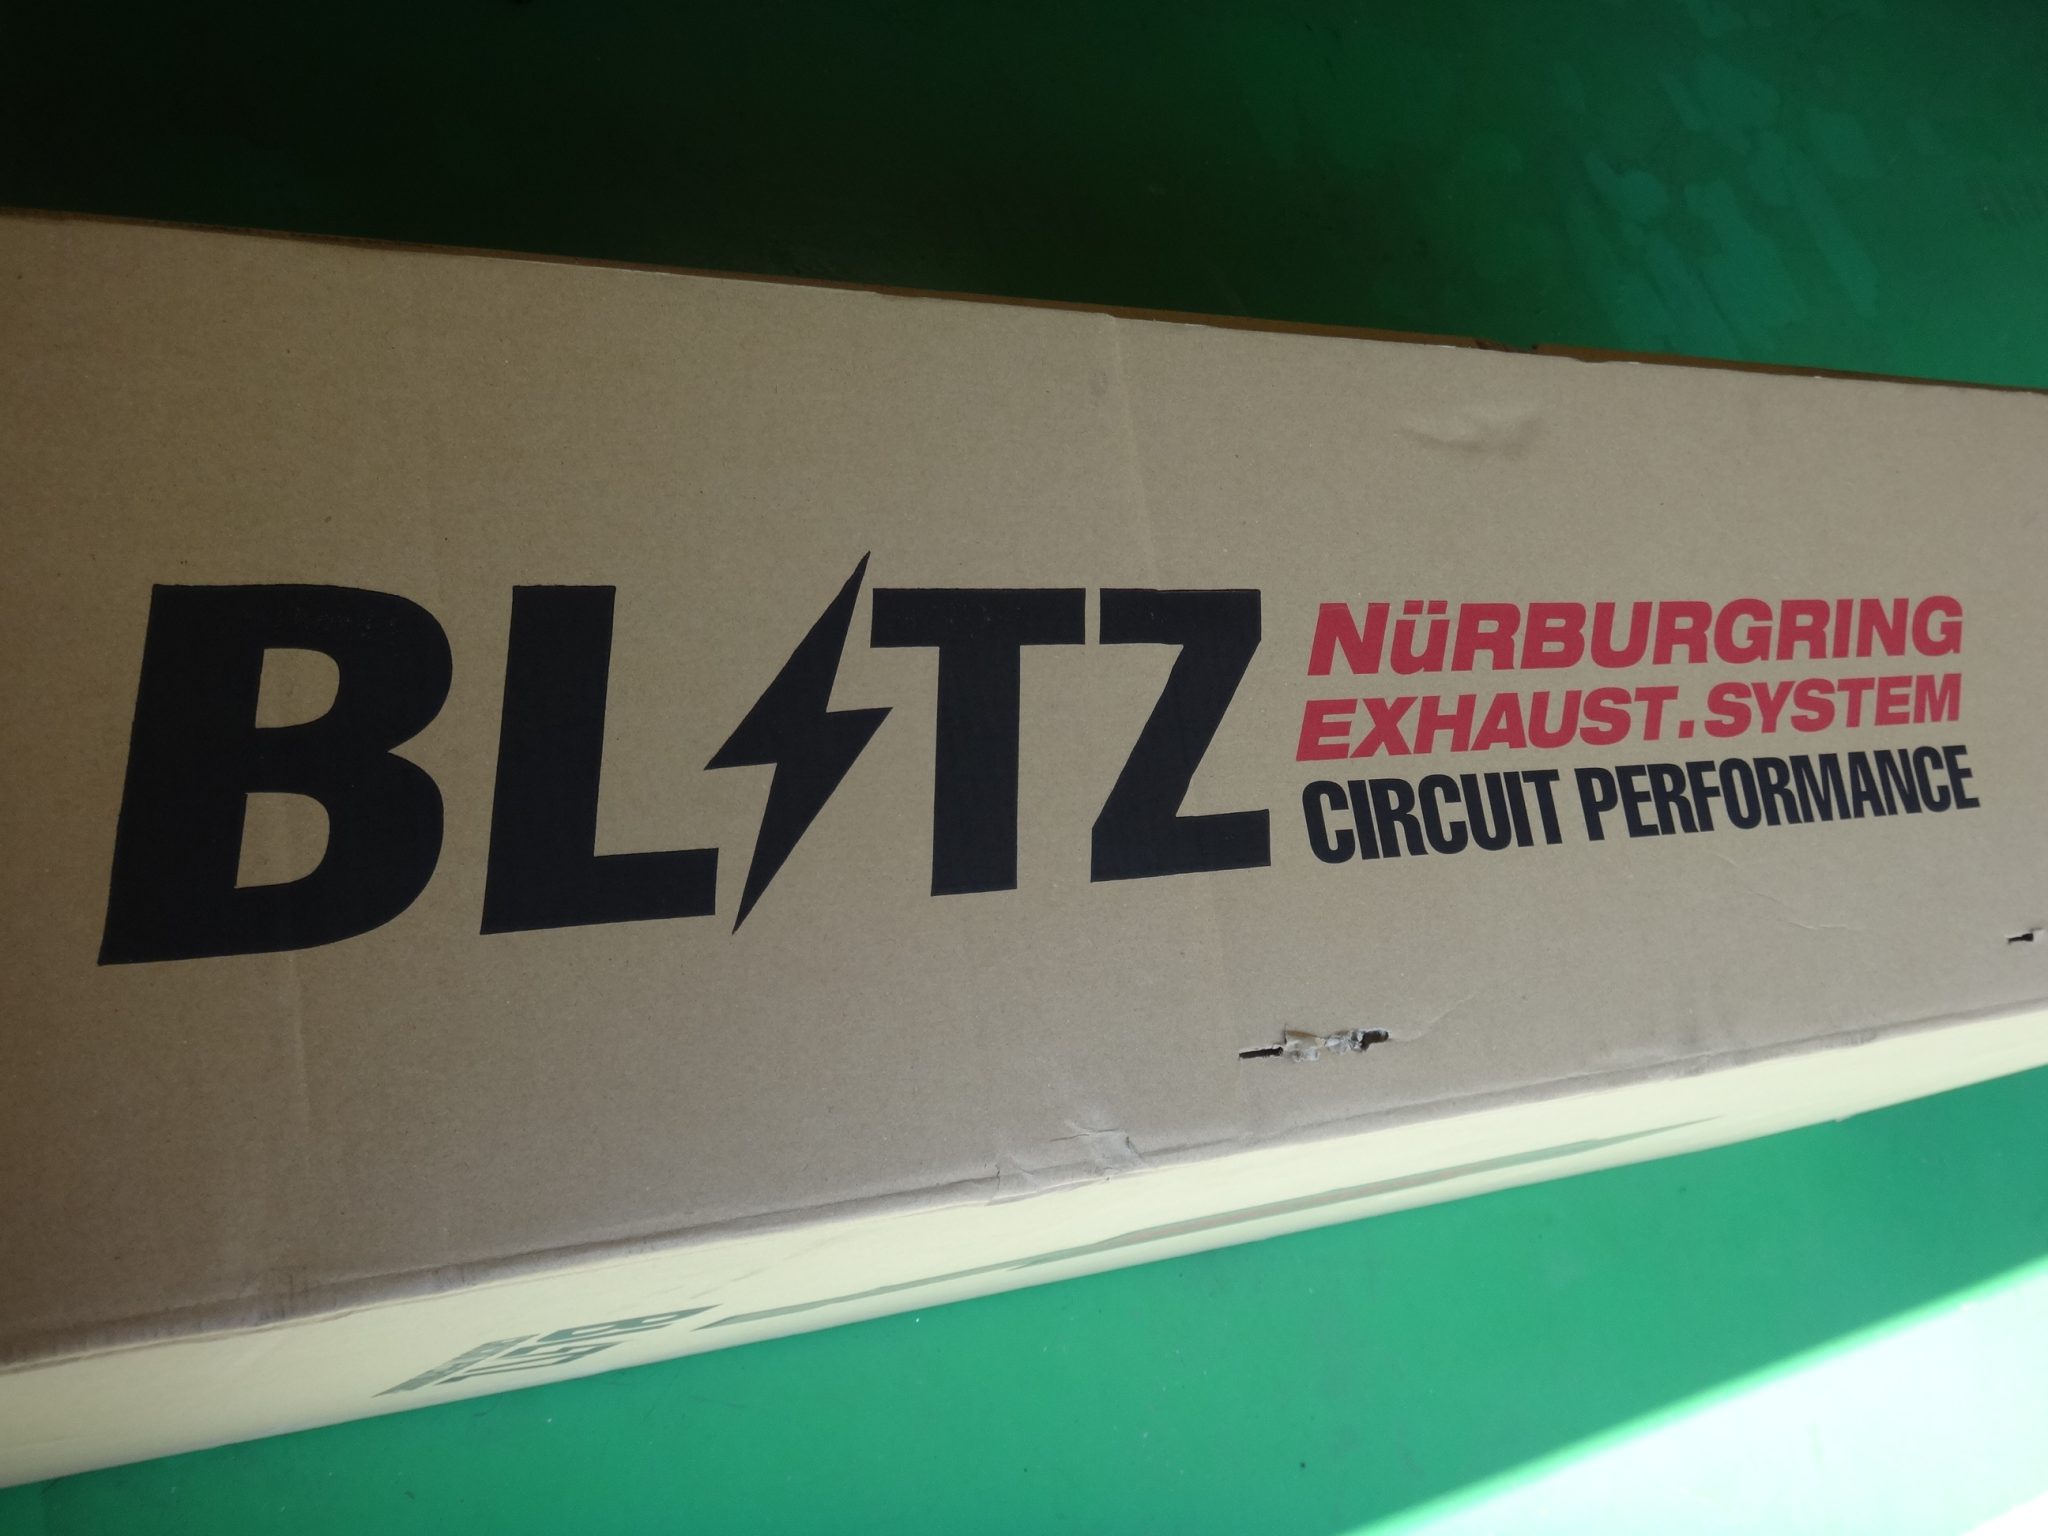 BLITZ
NüRBURGRING
EXHAUST.SYSTEM
CIRCUIT PERFORMANCE